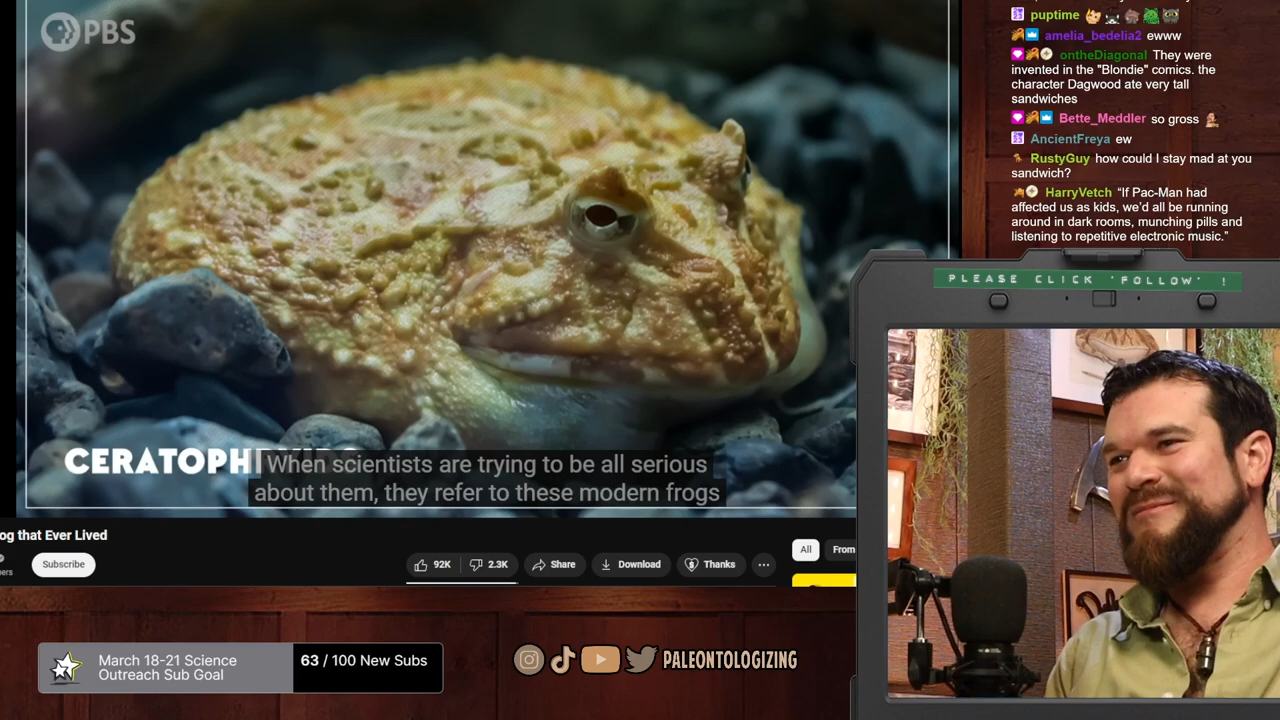 PBS
puptime
amelia_bedelia2 ewww
ontheDiagonal They were
invented in the "Blondie" comics. the
character Dagwood ate very tall
sandwiches
Bette_Meddler so gross
AncientFreya ew
RustyGuy how could I stay mad at you
sandwich?
HarryVetch “If Pac-Man had
affected us as kids, we’d all be running
around in dark rooms, munching pills and
listening to repetitive electronic music.”
PLEASE CLICK 'FOLLOW' !
CERATOPH
When scientists are trying to be all serious
about them, they refer to these modern frogs
og that Ever Lived
ers
Subscribe
92K
2.3K
Share
Download
Thanks
All
From
March 18-21 Science
Outreach Sub Goal
63 / 100 New Subs
PALEONTOLOGIZING